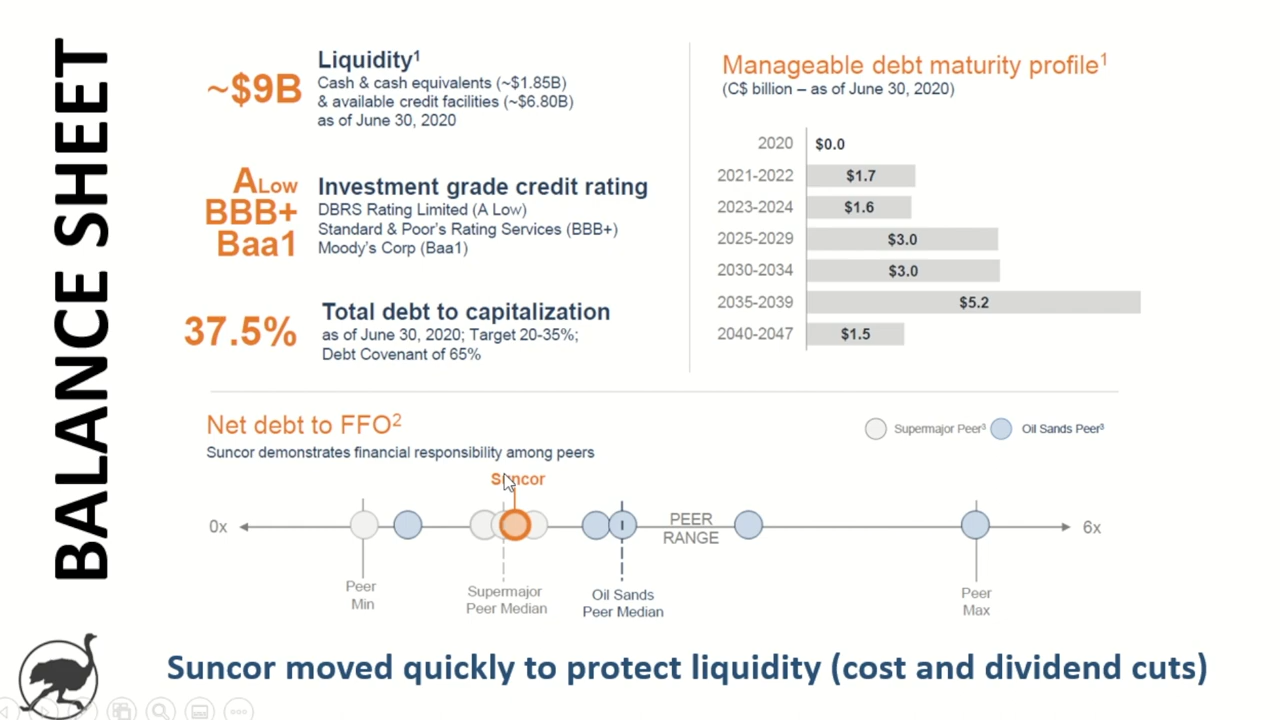 BALANCE SHEET
~$9B
Liquidity¹
Cash & cash equivalents (~$1.85B)
& available credit facilities (~$6.80B)
as of June 30, 2020
A Low
BBB+
Baa1
Investment grade credit rating
DBRS Rating Limited (A Low)
Standard & Poor's Rating Services (BBB+)
Moody's Corp (Baa1)
37.5%
Total debt to capitalization
as of June 30, 2020; Target 20-35%;
Debt Covenant of 65%
Manageable debt maturity profile¹
(C$ billion – as of June 30, 2020)
2020 $0.0
2021-2022 $1.7
2023-2024 $1.6
2025-2029 $3.0
2030-2034 $3.0
2035-2039 $5.2
2040-2047 $1.5
Net debt to FFO²
Suncor demonstrates financial responsibility among peers
Supermajor Peer³ Oil Sands Peer³
Suncor
0x
PEER
RANGE
6x
Peer
Min
Supermajor
Peer Median
Oil Sands
Peer Median
Peer
Max
Suncor moved quickly to protect liquidity (cost and dividend cuts)